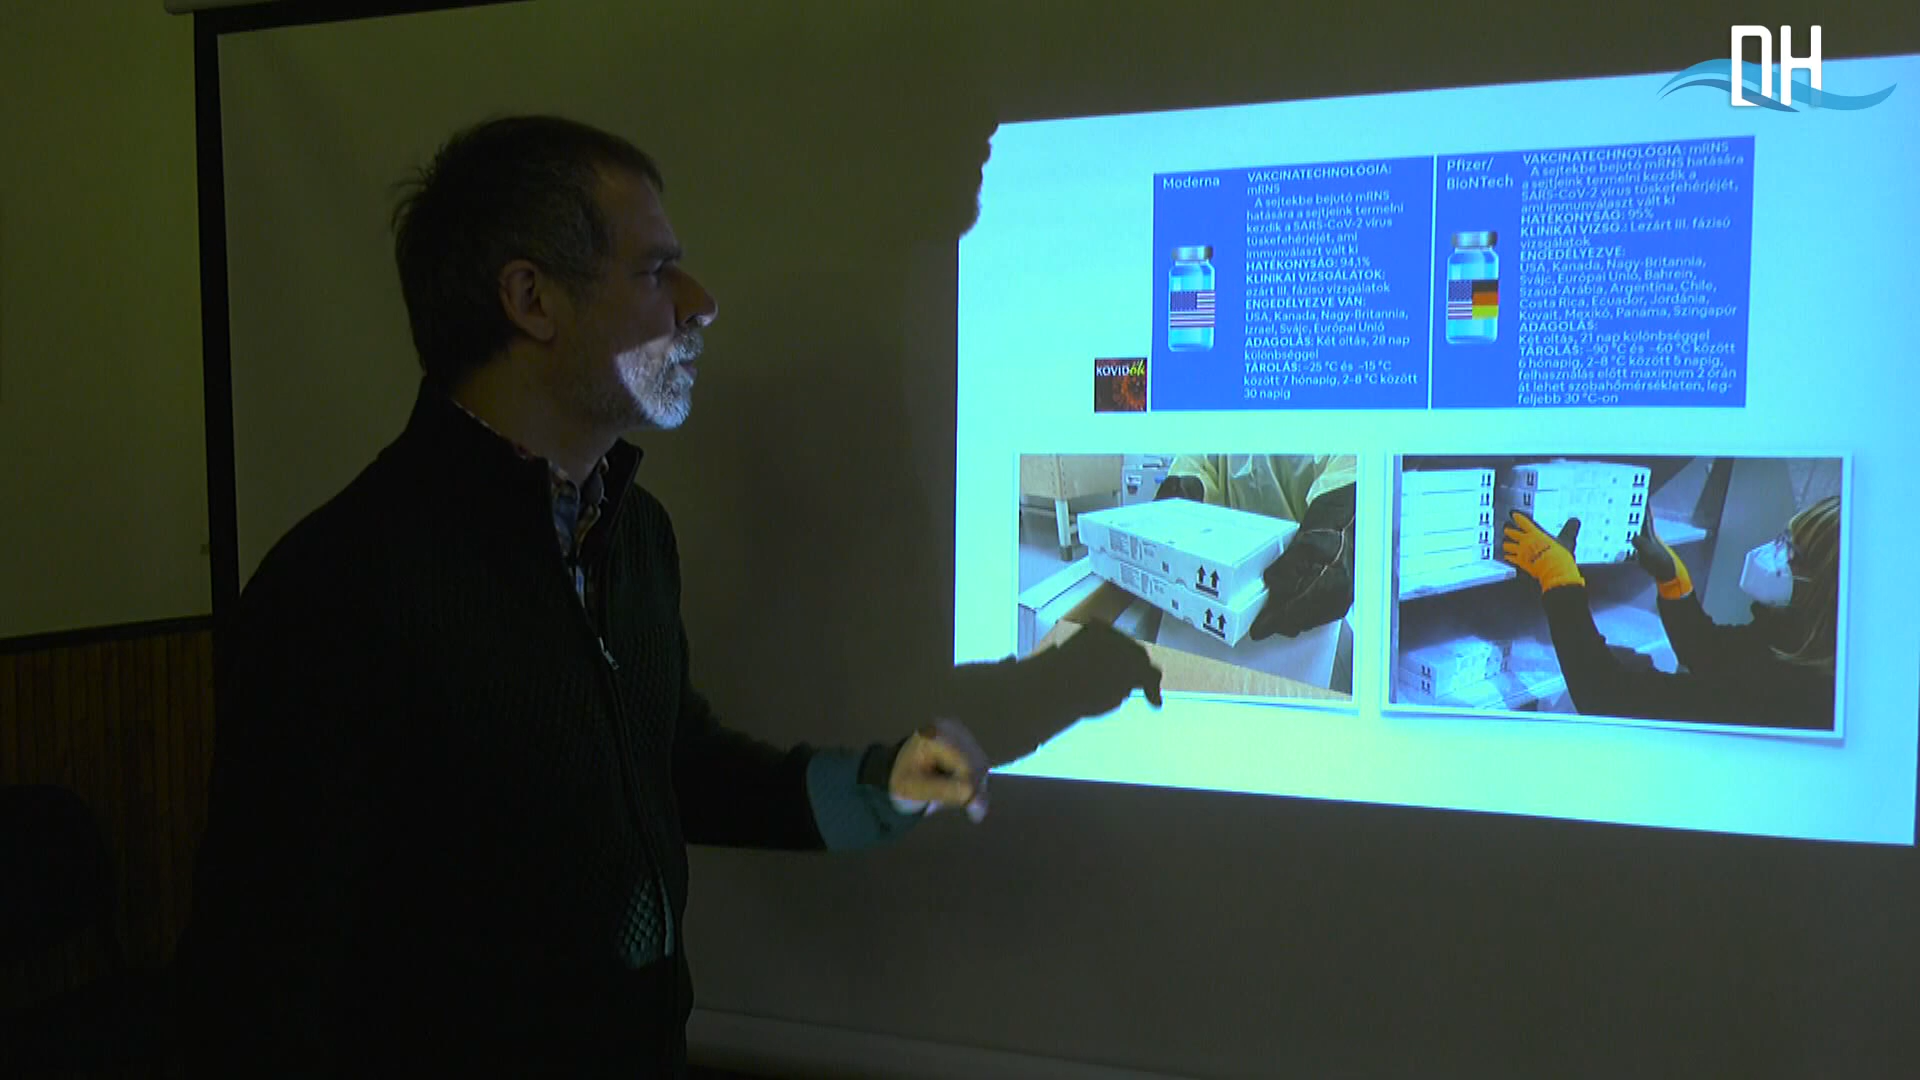 DH
Moderna
VAKCINATECHNOLÓGIA:
mRNS
A sejtekbe bejutó mRNS
hatására a sejtjeink termelni
kezdik a SARS-CoV-2 vírus
tüskefehérjéjét, ami
immunválaszt vált ki
HATÉKONYSÁG: 94,1%
KLINIKAI VIZSGÁLATOK:
ezárt III. fázisú vizsgálatok
ENGEDÉLYEZVE VAN:
USA, Kanada, Nagy-Britannia,
Izrael, Svájc, Európai Unió
ADAGOLÁS: Két oltás, 28 nap
különbséggel
TÁROLÁS: -25 °C és -15 °C
között 7 hónapig, 2-8 °C között
30 napig
Pfizer/
BioNTech
VAKCINATECHNOLÓGIA: mRNS
A sejtekbe bejutó mRNS hatására
a sejtjeink termelni kezdik a
SARS-CoV-2 vírus tüskefehérjéjét,
ami immunválaszt vált ki
HATÉKONYSÁG: 95%
KLINIKAI VIZSG.: Lezárt III. fázisú
vizsgálatok
ENGEDÉLYEZVE:
USA, Kanada, Nagy-Britannia,
Svájc, Európai Unió, Bahrein,
Szaúd-Arábia, Argentína, Chile,
Costa Rica, Ecuador, Jordánia,
Kuvait, Mexikó, Panama, Szingapúr
ADAGOLÁS:
Két oltás, 21 nap különbséggel
TÁROLÁS: -90 °C és -60 °C között
6 hónapig, 2-8 °C között 5 napig,
felhasználás előtt maximum 2 órán
át lehet szobahőmérsékleten, leg-
feljebb 30 °C-on
KOVIDők